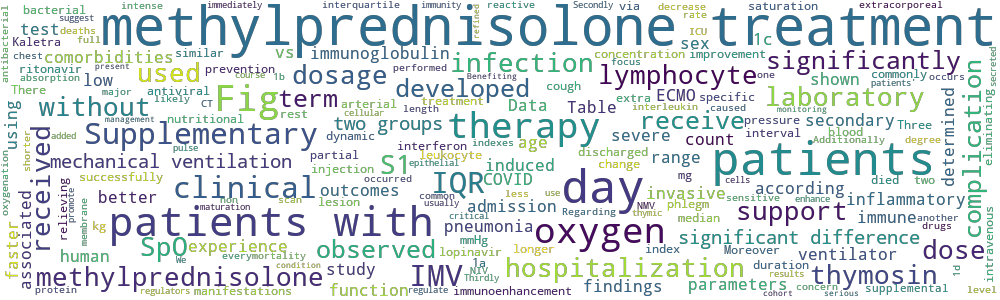 methylprednisolone treatment
bacterial intense interquartile immunity reactive Secondly via decrease saturation immediately extracorporeal
antibacterial Kaletra test deaths suggest full chest similar vs immunoglobulin sex 1c rate ICU improvement refined
comorbidities infection significantly concentration focus
ritonavir prevention used dosage lymphocyte shown commonly one
absorption course 1b low developed laboratory occurs patients
There present CT antiviral Fig term cough ECMO specific extra arterial performed Benefiting
major likely without treatment interleukin caused Data Table secreted
using management nutritional rest cellular length receive secondary monitoring Three
added Supplementary two groups therapy pressure Additionally degree
shorter dynamic interferon indexes age severe count interval blood determined
pulse epithelial leukocyte
mechanical ventilation S1 induced range patients complication
oxygenation received successfully partial injection occurred discharged change mg cells
relieving promote clinical IQR COVID day invasive according died two
better lesion outcomes phlegm sensitive enhance inflammatory
non scan common less use median
maturation usually admission support immune another drugs
membrane patients with critical Regarding NMV thymic
associated pneumonia oxygen significant difference
kg We SpO experience mmHg index Moreover ventilator dose intravenous
faster human everymortality observed lopinavir longer
1a duration parameters
methylprednisolone study IMV NIV hospitalization thymosin
condition Thirdly results concern 1d
protein regulators manifestations function regulate immunoenhancement findings cohort serious supplemental level